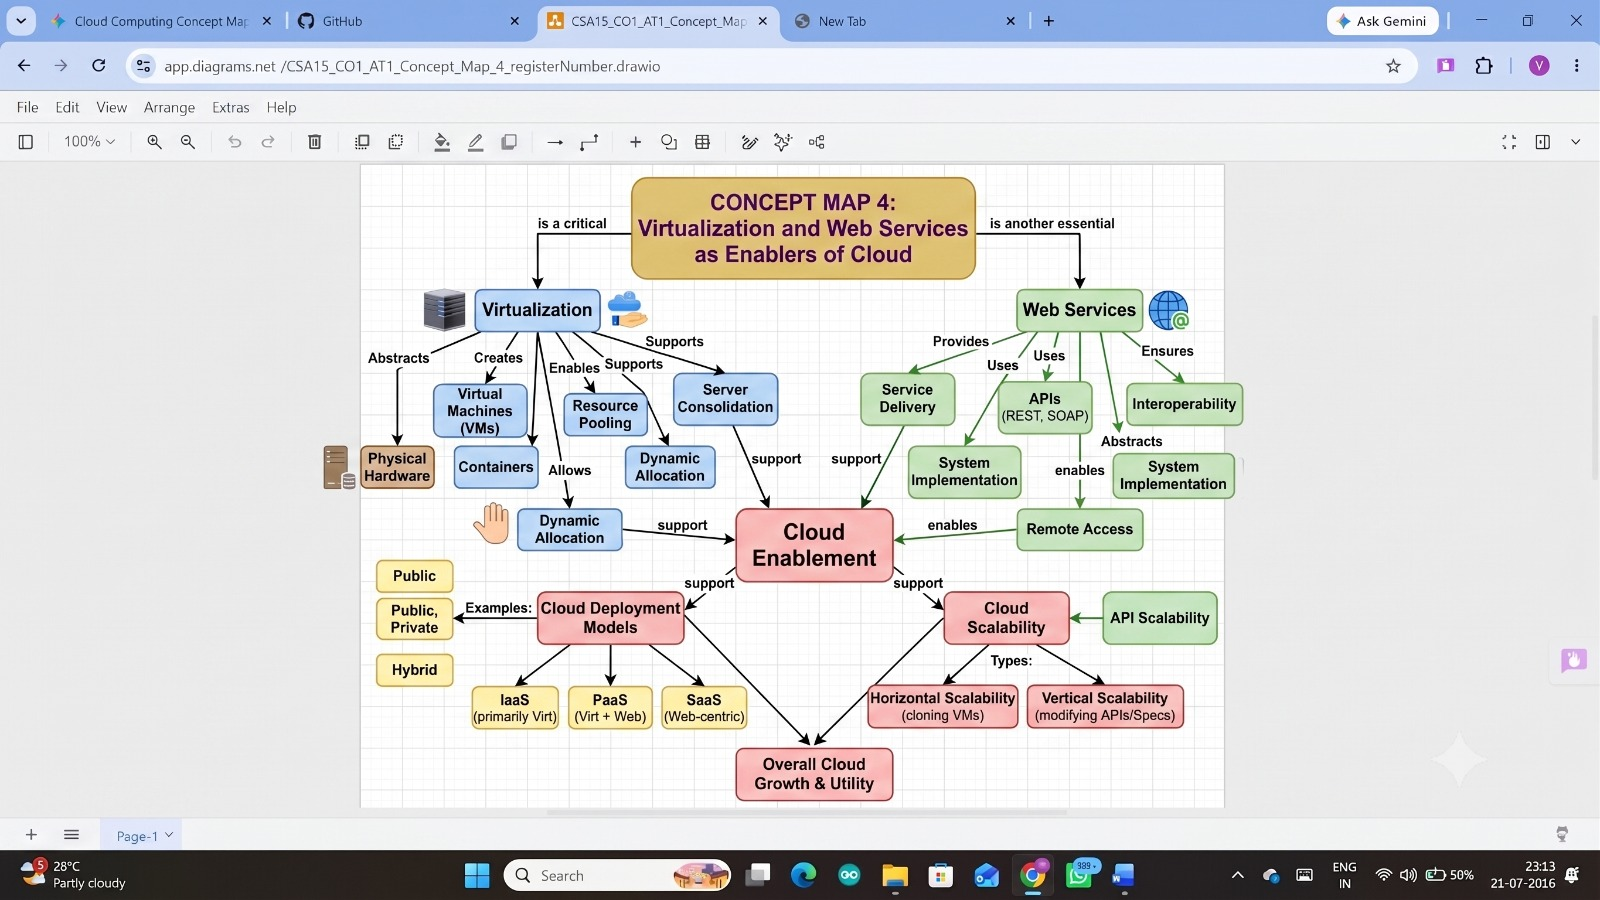 Cloud Computing Concept Map
GitHub
CSA15_CO1_AT1_Concept_Map
New Tab
Ask Gemini
app.diagrams.net /CSA15_CO1_AT1_Concept_Map_4_registerNumber.drawio
V
File Edit View Arrange Extras Help
100%
CONCEPT MAP 4:
Virtualization and Web Services
as Enablers of Cloud
is a critical
is another essential
Virtualization
Web Services
@
Abstracts
Creates
Enables
Supports
Supports
Provides
Uses
Uses
Ensures
Virtual
Machines
(VMs)
Resource
Pooling
Server
Consolidation
Service
Delivery
APIs
(REST, SOAP)
Interoperability
Physical
Hardware
Containers
Allows
Dynamic
Allocation
support
support
System
Implementation
enables
Abstracts
System
Implementation
Dynamic
Allocation
support
Cloud
Enablement
enables
Remote Access
Public
Public,
Private
Hybrid
Examples:
support
support
Cloud Deployment
Models
Cloud
Scalability
API Scalability
Types:
IaaS
(primarily Virt)
PaaS
(Virt + Web)
SaaS
(Web-centric)
Horizontal Scalability
(cloning VMs)
Vertical Scalability
(modifying APIs/Specs)
Overall Cloud
Growth & Utility
Page-1
5
28°C
Partly cloudy
Search
389+
ENG
IN
50%
23:13
21-07-2016